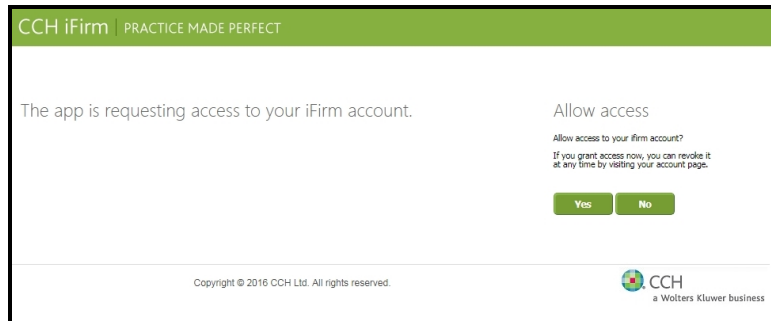 CCH iFirm | PRACTICE MADE PERFECT
The app is requesting access to your iFirm account.
Allow access
Allow access to your ifirm account?
If you grant access now, you can revoke it
at any time by visiting your account page.
Yes No
Copyright © 2016 CCH Ltd. All rights reserved.
CCH
a Wolters Kluwer business